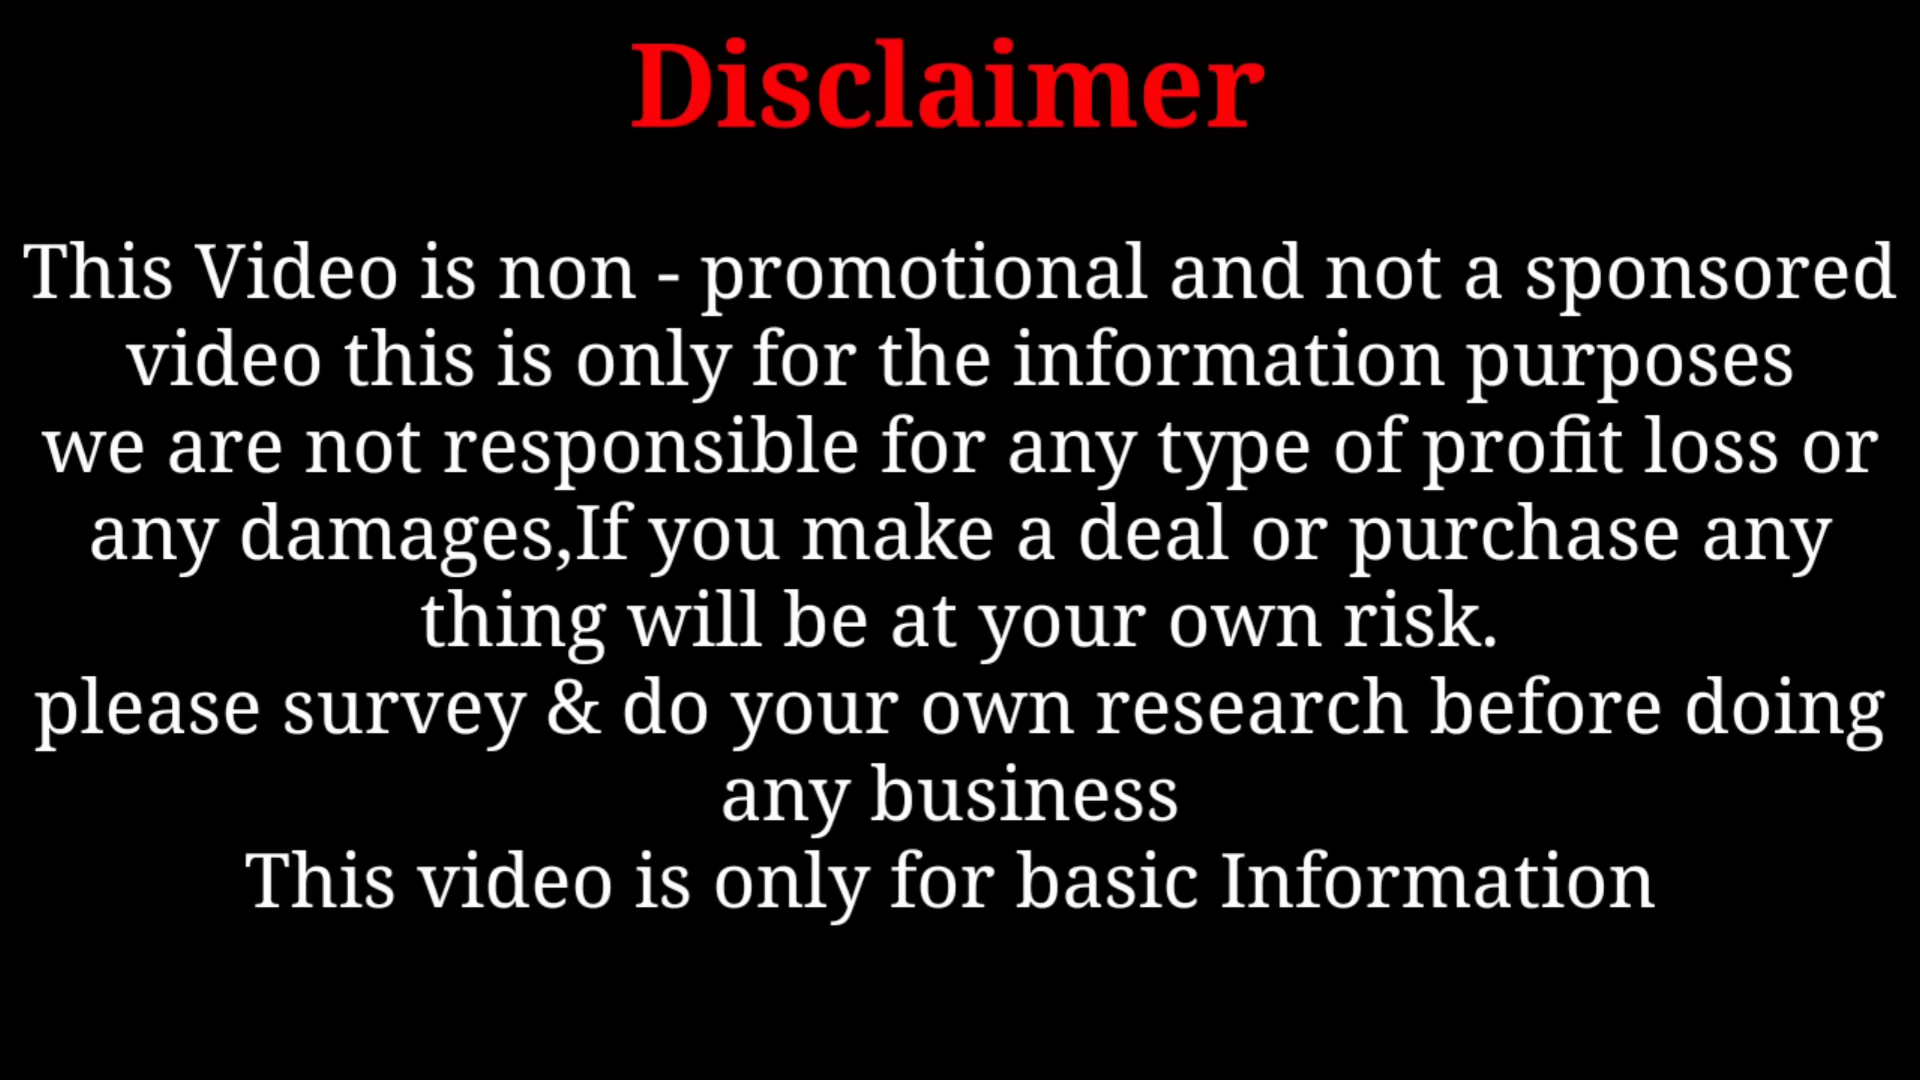 Disclaimer
This Video is non - promotional and not a sponsored
video this is only for the information purposes
we are not responsible for any type of profit loss or
any damages,If you make a deal or purchase any
thing will be at your own risk.
please survey & do your own research before doing
any business
This video is only for basic Information